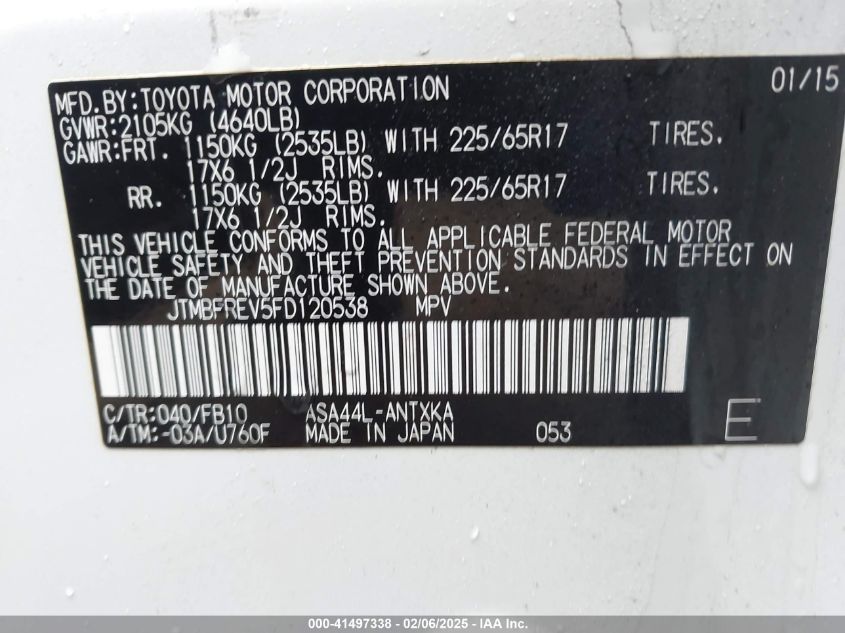 01/15
MFD.BY:TOYOTA MOTOR CORPORATION
GVWR:2105KG (4640LB)
GAWR:FRT. 1150KG (2535LB) WITH 225/65R17 TIRES.
17X6 1/2J RIMS.
RR. 1150KG (2535LB) WITH 225/65R17 TIRES.
17X6 1/2J RIMS.
THIS VEHICLE CONFORMS TO ALL APPLICABLE FEDERAL MOTOR
VEHICLE SAFETY AND THEFT PREVENTION STANDARDS IN EFFECT ON
THE DATE OF MANUFACTURE SHOWN ABOVE.
JTMBFREV5FD120538 MPV
C/TR:040/FB10 ASA44L-ANTXKA
A/TM:-03A/U760F MADE IN JAPAN 053 E
000-41497338 - 02/06/2025 - IAA Inc.